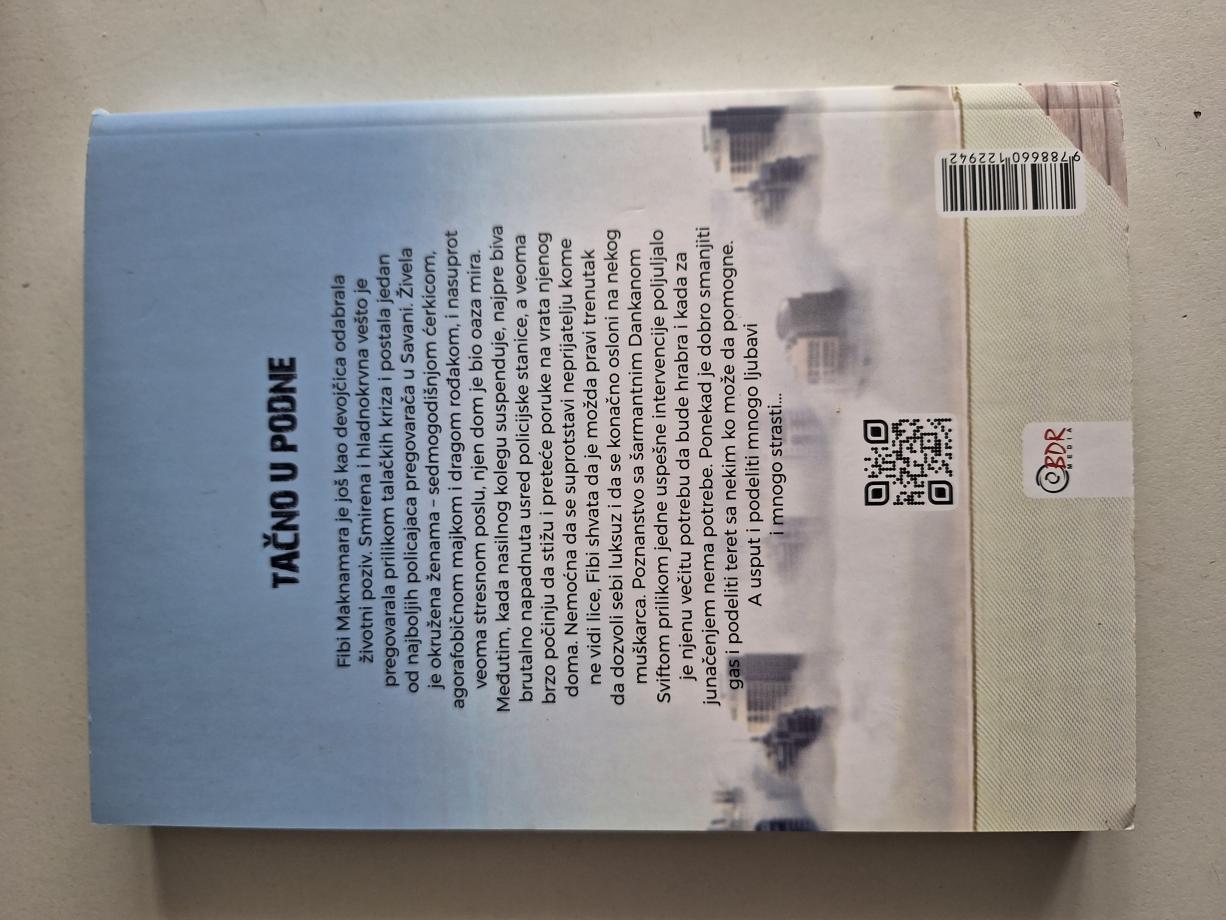 TAČNO U PODNE
Fibi Maknamara je još kao devojčica odabrala
životni poziv. Smirena i hladnokrvna vešto je
pregovarala prilikom talačkih kriza i postala jedan
od najboljih policajaca pregovarača u Savani. Živela
je okružena ženama - sedmogodišnjom ćerkicom,
agorafobičnom majkom i dragom rođakom, i nasuprot
veoma stresnom poslu, njen dom je bio oaza mira.
Međutim, kada nasilnog kolegu suspenduje, najpre biva
brutalno napadnuta usred policijske stanice, a veoma
brzo počinju da stižu i preteće poruke na vrata njenog
doma. Nemoćna da se suprotstavi neprijatelju kome
ne vidi lice, Fibi shvata da je možda pravi trenutak
da dozvoli sebi luksuz i da se konačno osloni na nekog
muškarca. Poznanstvo sa šarmantnim Dankanom
Sviftom prilikom jedne uspešne intervencije poljuljalo
je njenu večitu potrebu da bude hrabra i kada za
junačenjem nema potrebe. Ponekad je dobro smanjiti
gas i podeliti teret sa nekim ko može da pomogne.
A usput i podeliti mnogo ljubavi
i mnogo strasti...
BDR
MEDIA
9 788660 122942